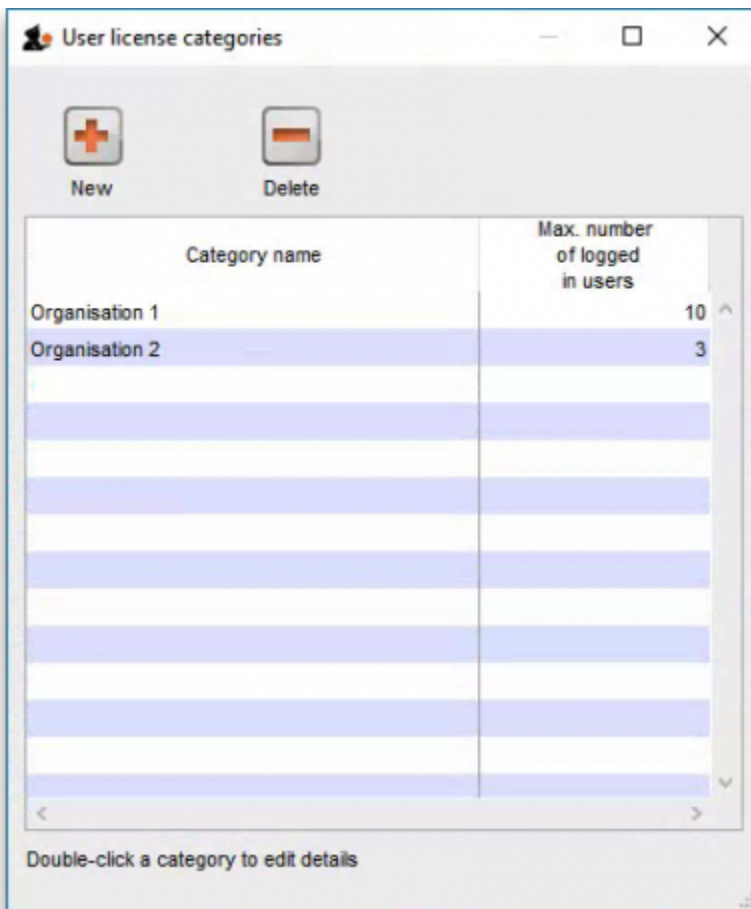 User license categories
New
Delete
Category name
Max. number
of logged
in users
Organisation 1 10
Organisation 2 3
Double-click a category to edit details